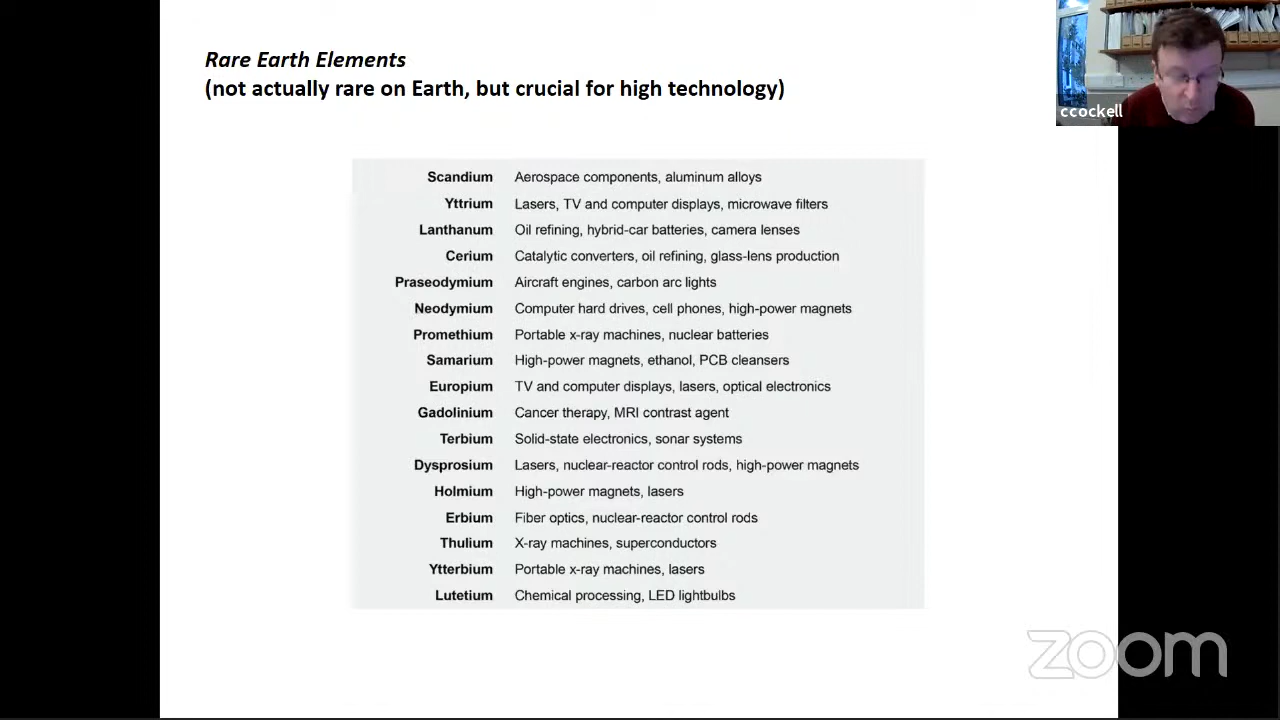 Rare Earth Elements
(not actually rare on Earth, but crucial for high technology)
ccockell
Scandium Aerospace components, aluminum alloys
Yttrium Lasers, TV and computer displays, microwave filters
Lanthanum Oil refining, hybrid-car batteries, camera lenses
Cerium Catalytic converters, oil refining, glass-lens production
Praseodymium Aircraft engines, carbon arc lights
Neodymium Computer hard drives, cell phones, high-power magnets
Promethium Portable x-ray machines, nuclear batteries
Samarium High-power magnets, ethanol, PCB cleansers
Europium TV and computer displays, lasers, optical electronics
Gadolinium Cancer therapy, MRI contrast agent
Terbium Solid-state electronics, sonar systems
Dysprosium Lasers, nuclear-reactor control rods, high-power magnets
Holmium High-power magnets, lasers
Erbium Fiber optics, nuclear-reactor control rods
Thulium X-ray machines, superconductors
Ytterbium Portable x-ray machines, lasers
Lutetium Chemical processing, LED lightbulbs
zoom